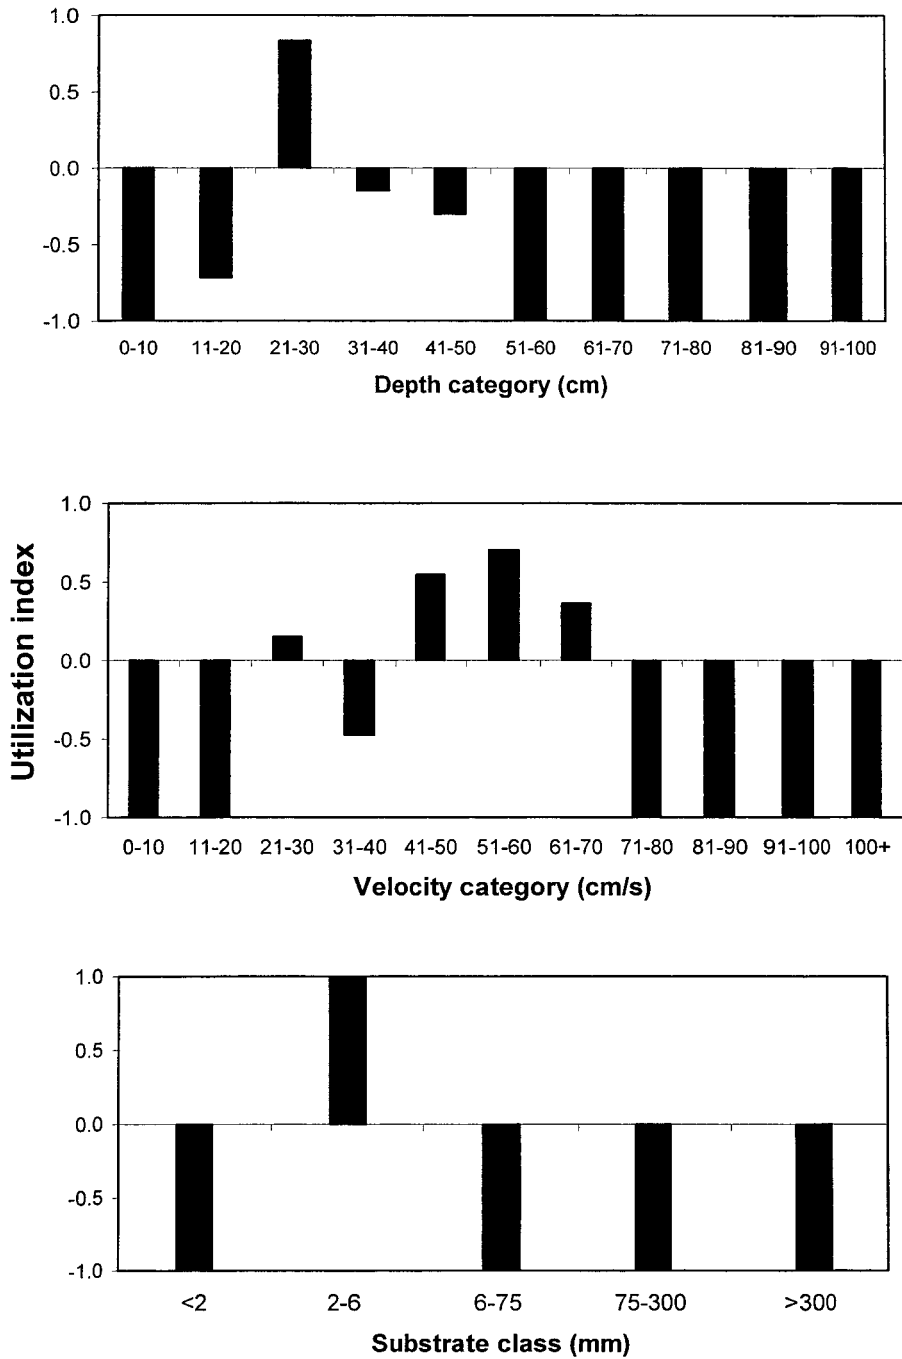 1.0
0.5
0.0
-0.5
-1.0
0-10 11-20 21-30 31-40 41-50 51-60 61-70 71-80 81-90 91-100
Depth category (cm)
Utilization index
1.0
0.5
0.0
-0.5
-1.0
0-10 11-20 21-30 31-40 41-50 51-60 61-70 71-80 81-90 91-100 100+
Velocity category (cm/s)
1.0
0.5
0.0
-0.5
-1.0
<2 2-6 6-75 75-300 >300
Substrate class (mm)